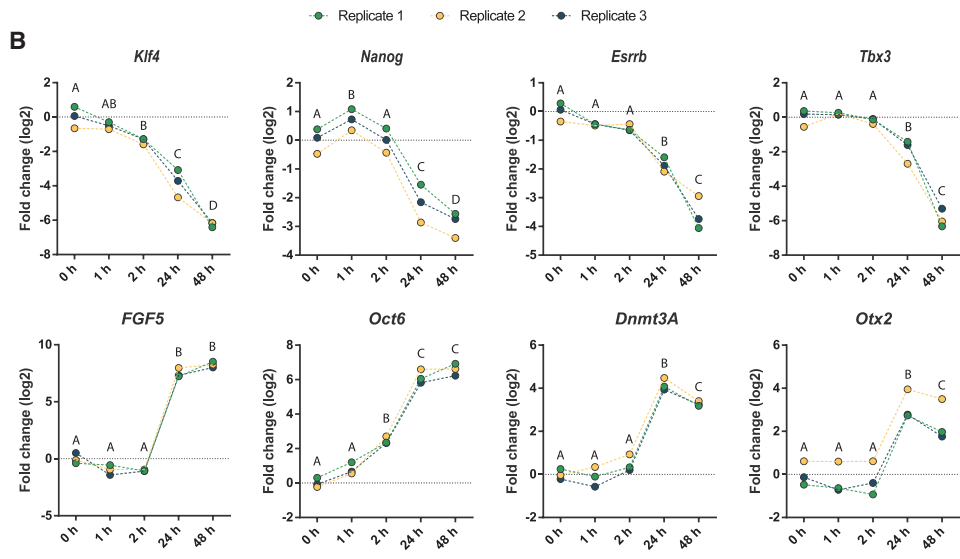 Replicate 1 Replicate 2 Replicate 3
B
Klf4 Nanog Esrrb Tbx3
Fold change (log2)
2
0
-2
-4
-6
-8
A AB B C D
0 h 1 h 2 h 24 h 48 h
Fold change (log2)
2
1
0
-1
-2
-3
-4
A B A C D
0 h 1 h 2 h 24 h 48 h
Fold change (log2)
1
0
-1
-2
-3
-4
-5
A A A B C
0 h 1 h 2 h 24 h 48 h
Fold change (log2)
2
0
-2
-4
-6
-8
A A A B C
0 h 1 h 2 h 24 h 48 h
FGF5 Oct6 Dnmt3A Otx2
Fold change (log2)
10
5
0
-5
A A A B B
0 h 1 h 2 h 24 h 48 h
Fold change (log2)
8
6
4
2
0
-2
A A B C C
0 h 1 h 2 h 24 h 48 h
Fold change (log2)
6
4
2
0
-2
A A A B C
0 h 1 h 2 h 24 h 48 h
Fold change (log2)
6
4
2
0
-2
A A A B C
0 h 1 h 2 h 24 h 48 h